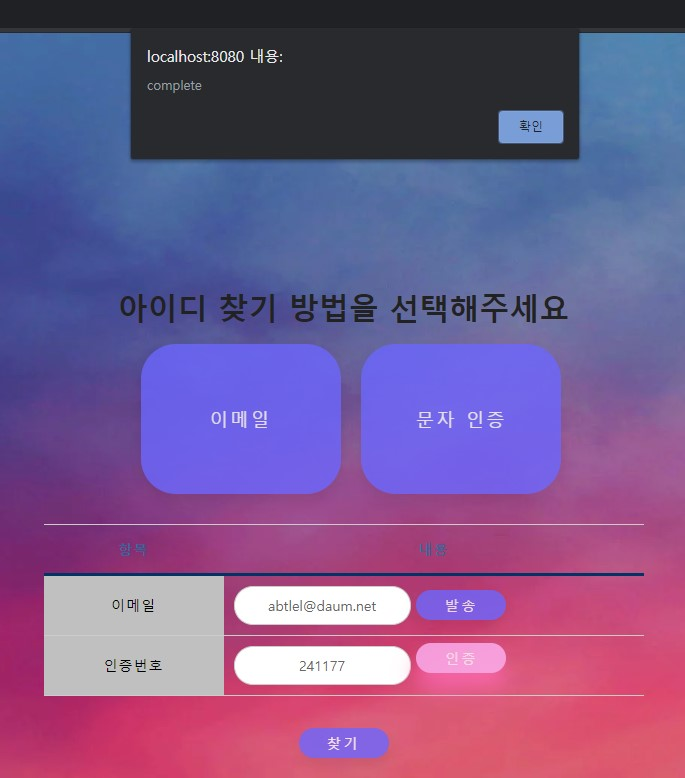 localhost:8080 내용:
complete
확인
아이디 찾기 방법을 선택해주세요
이메일 문자 인증
항목 내용
이메일 abtlel@daum.net 발송
인증번호 241177 인증
찾기